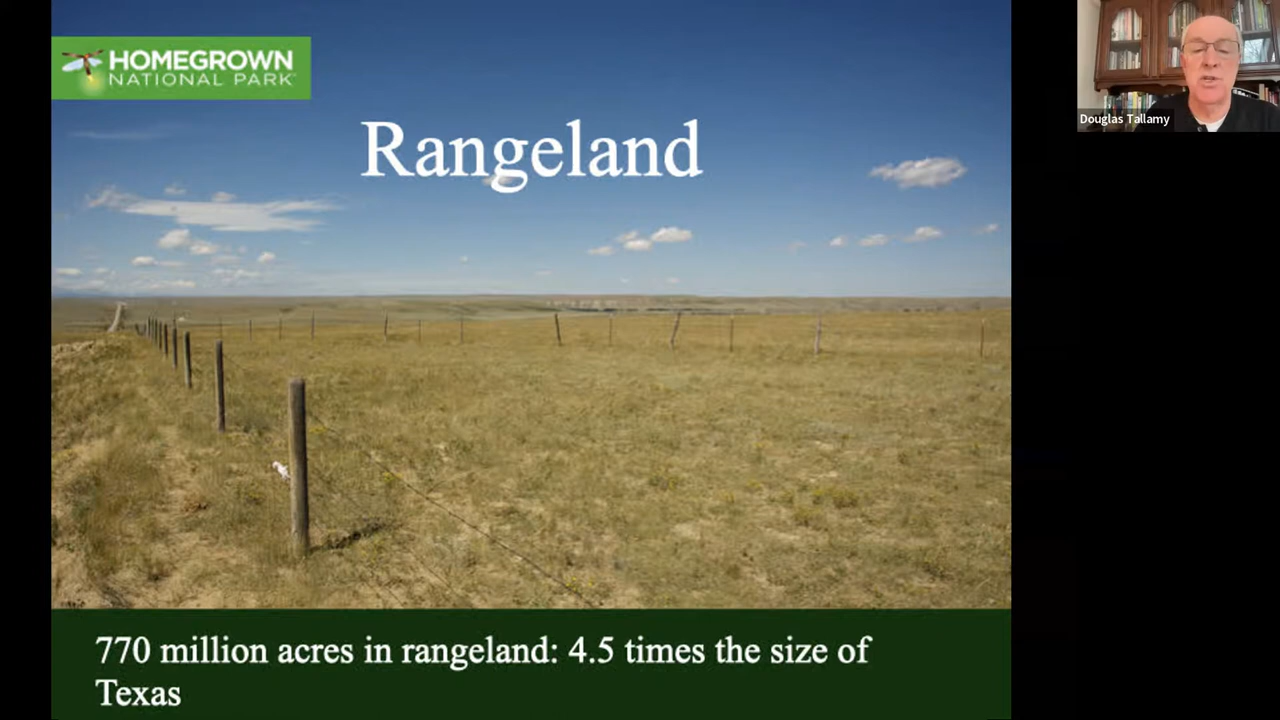 HOMEGROWN
NATIONAL PARK
Rangeland
770 million acres in rangeland: 4.5 times the size of
Texas
Douglas Tallamy